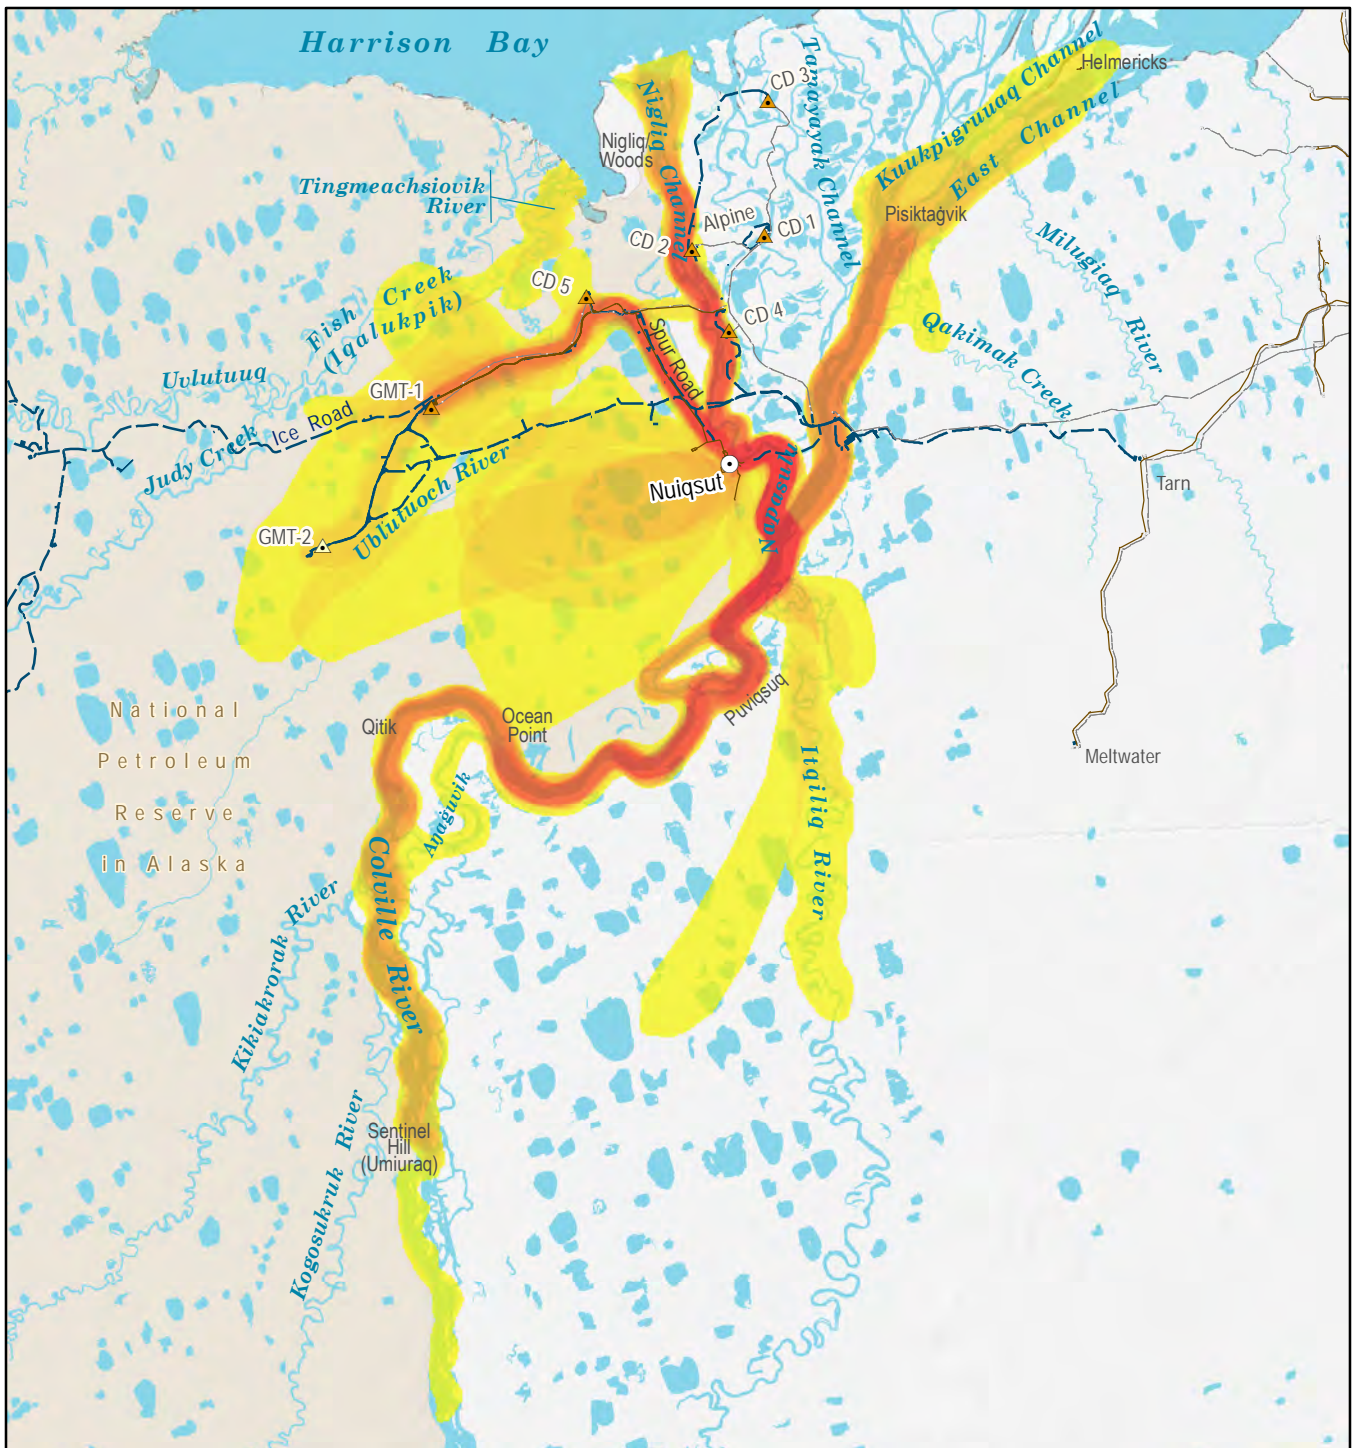 Harrison Bay
CD 3
Tamayayak Channel
Helmericks
Kuukpigruuaq Channel
East Channel
Nigliq Channel
Nigliq/
Woods
Tingmeachsiovik
River
Pisiktaġvik
Alpine
CD 1
CD 2
Milugiaq River
CD 5
Fish Creek
(Iqalukpik)
CD 4
Qakimak Creek
Spur Road
Uvlutuuq
GMT-1
Ice Road
Judy Creek
Ublutuoch River
Nuiqsut
Napasuq
Tarn
GMT-2
Puviqsuq
National
Petroleum
Reserve
in Alaska
Qitik
Ocean
Point
Itqiliq River
Meltwater
Aŋaġuvik
Colville River
Kikiakrorak River
Kogosukruk River
Sentinel
Hill
(Umiuraq)